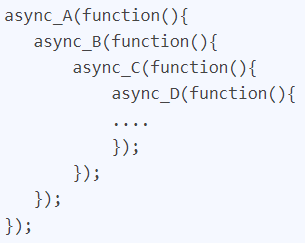 async_A(function(){
async_B(function(){
async_C(function(){
async_D(function(){
....
});
});
});
});